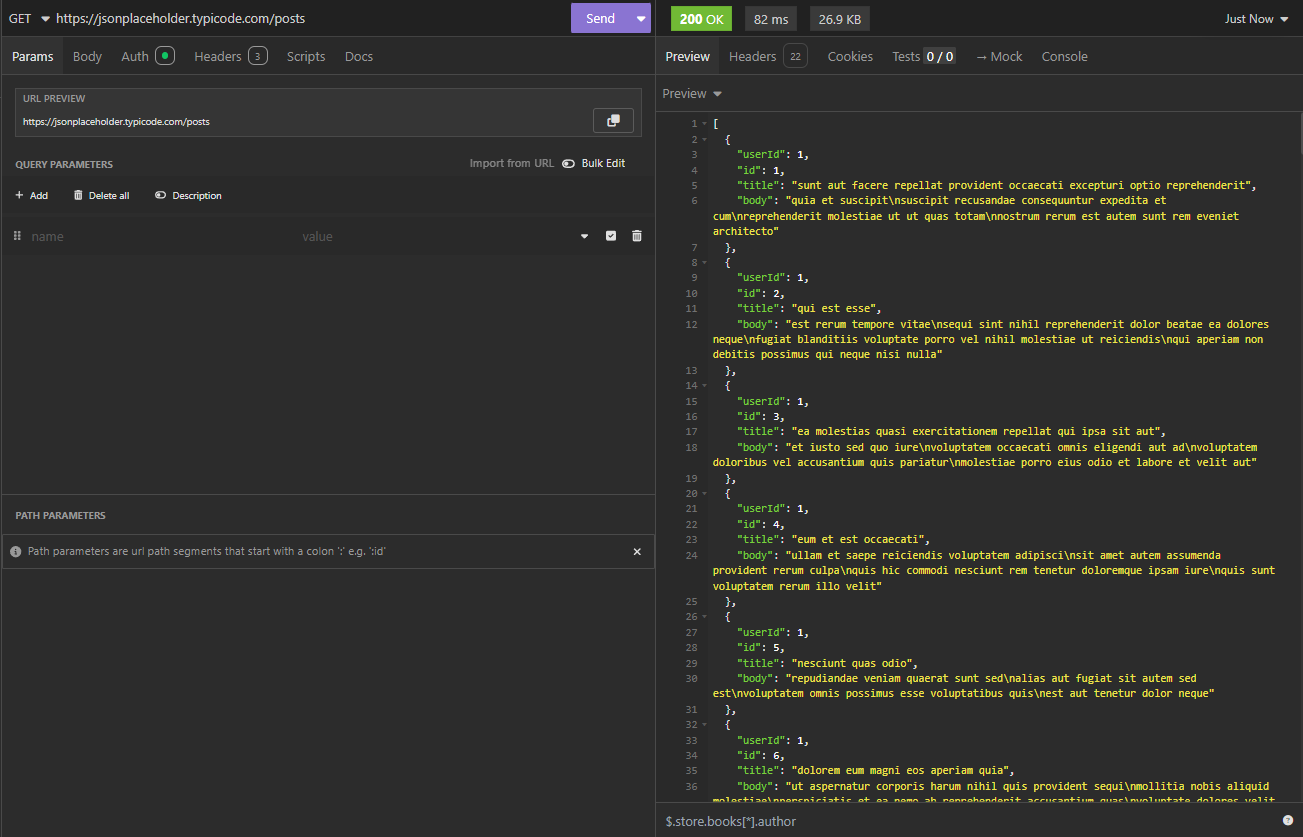 GET https://jsonplaceholder.typicode.com/posts Send
200 OK 82 ms 26.9 KB Just Now
Params Body Auth Headers 3 Scripts Docs
Preview Headers 22 Cookies Tests 0 / 0 → Mock Console
URL PREVIEW
https://jsonplaceholder.typicode.com/posts
QUERY PARAMETERS Import from URL Bulk Edit
+ Add Delete all Description
name value
PATH PARAMETERS
Path parameters are url path segments that start with a colon ':' e.g. ':id'
Preview
1 [
2 {
3 "userId": 1,
4 "id": 1,
5 "title": "sunt aut facere repellat provident occaecati excepturi optio reprehenderit",
6 "body": "quia et suscipit\nsuscipit recusandae consequuntur expedita et
cum\nreprehenderit molestiae ut ut quas totam\nnostrum rerum est autem sunt rem eveniet
architecto"
7 },
8 {
9 "userId": 1,
10 "id": 2,
11 "title": "qui est esse",
12 "body": "est rerum tempore vitae\nsequi sint nihil reprehenderit dolor beatae ea dolores
neque\nfugiat blanditiis voluptate porro vel nihil molestiae ut reiciendis\nqui aperiam non
debitis possimus qui neque nisi nulla"
13 },
14 {
15 "userId": 1,
16 "id": 3,
17 "title": "ea molestias quasi exercitationem repellat qui ipsa sit aut",
18 "body": "et iusto sed quo iure\nvoluptatem occaecati omnis eligendi aut ad\nvoluptatem
doloribus vel accusantium quis pariatur\nmolestiae porro eius odio et labore et velit aut"
19 },
20 {
21 "userId": 1,
22 "id": 4,
23 "title": "eum et est occaecati",
24 "body": "ullam et saepe reiciendis voluptatem adipisci\nsit amet autem assumenda
provident rerum culpa\nquis hic commodi nesciunt rem tenetur doloremque ipsam iure\nquis sunt
voluptatem rerum illo velit"
25 },
26 {
27 "userId": 1,
28 "id": 5,
29 "title": "nesciunt quas odio",
30 "body": "repudiandae veniam quaerat sunt sed\nalias aut fugiat sit autem sed
est\nvoluptatem omnis possimus esse voluptatibus quis\nest aut tenetur dolor neque"
31 },
32 {
33 "userId": 1,
34 "id": 6,
35 "title": "dolorem eum magni eos aperiam quia",
36 "body": "ut aspernatur corporis harum nihil quis provident sequi\nmollitia nobis aliquid
molestiae\nperspiciatis et ea nemo ab reprehenderit accusantium quas\nvoluptate dolores velit
$.store.books[*].author